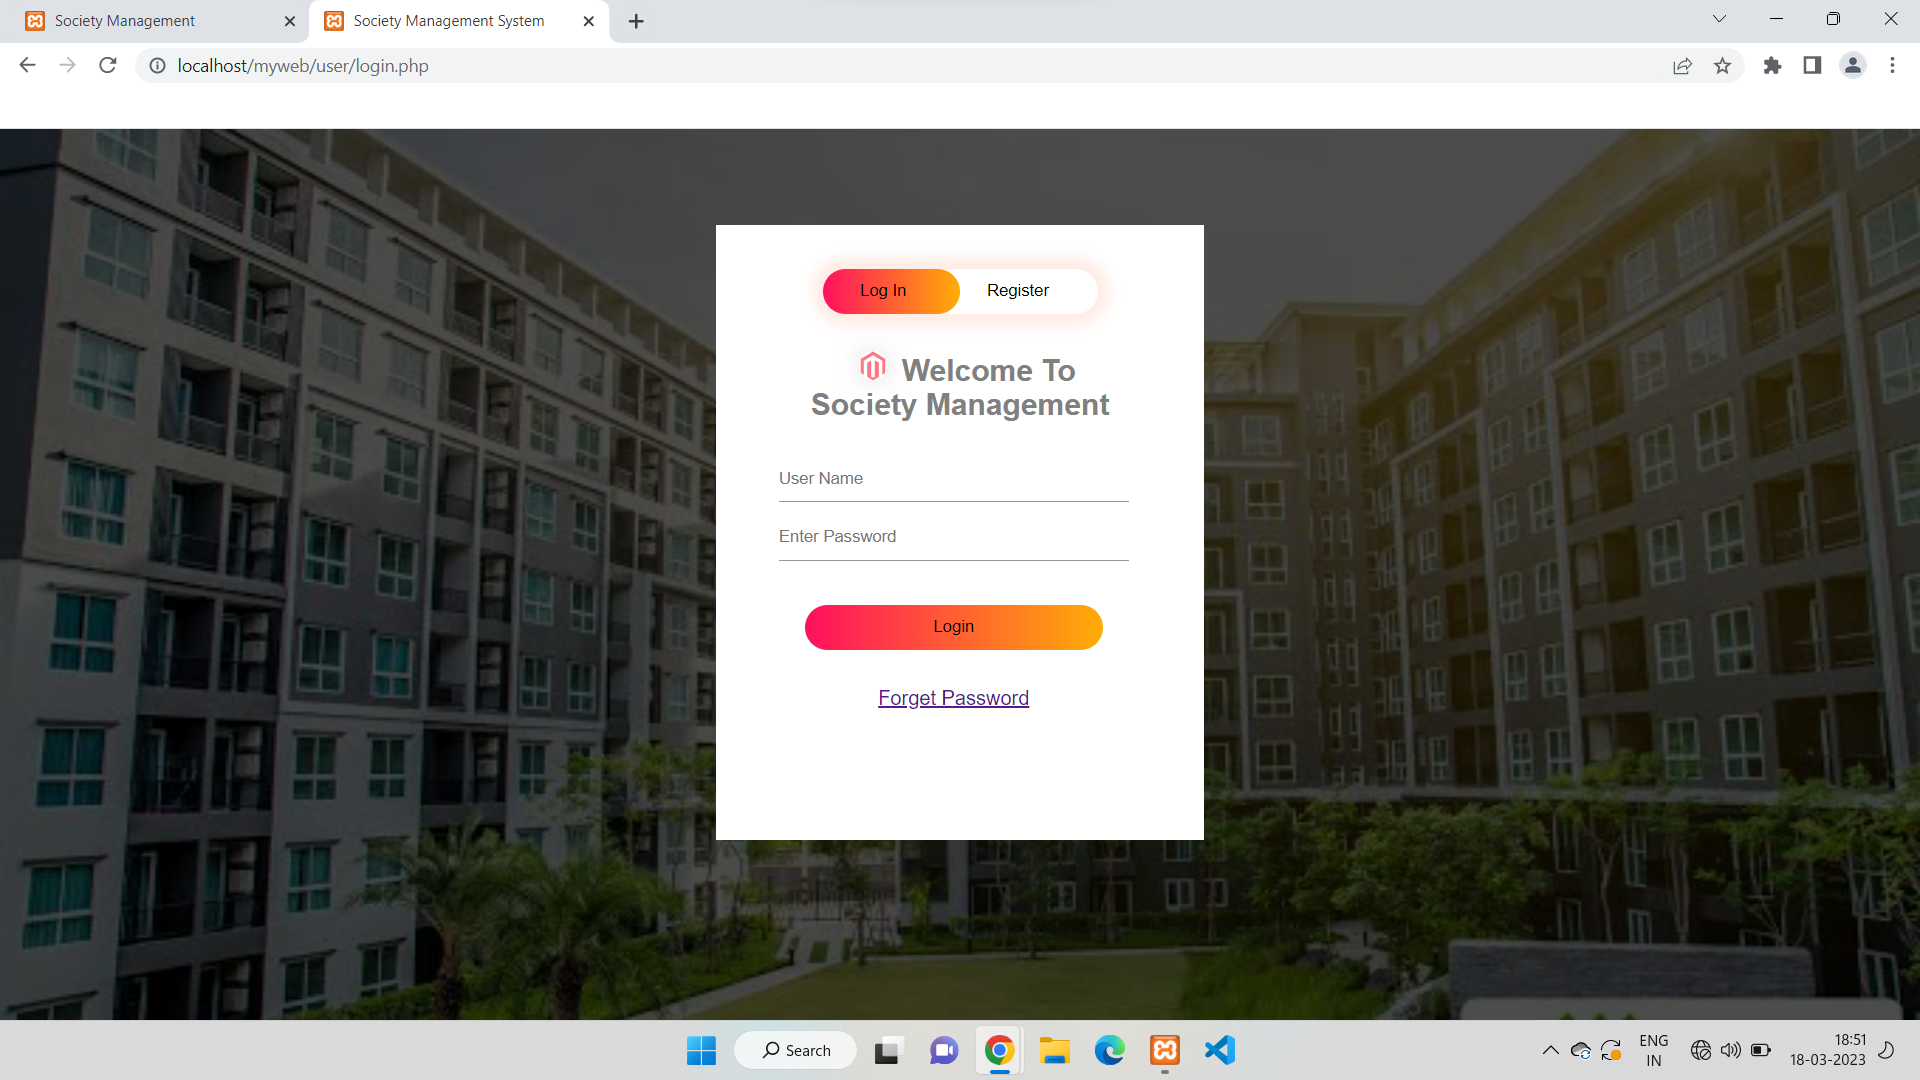 Society Management
Society Management System
localhost/myweb/user/login.php
Log In
Register
Welcome To
Society Management
User Name
Enter Password
Login
Forget Password
Search
ENG
IN
18:51
18-03-2023